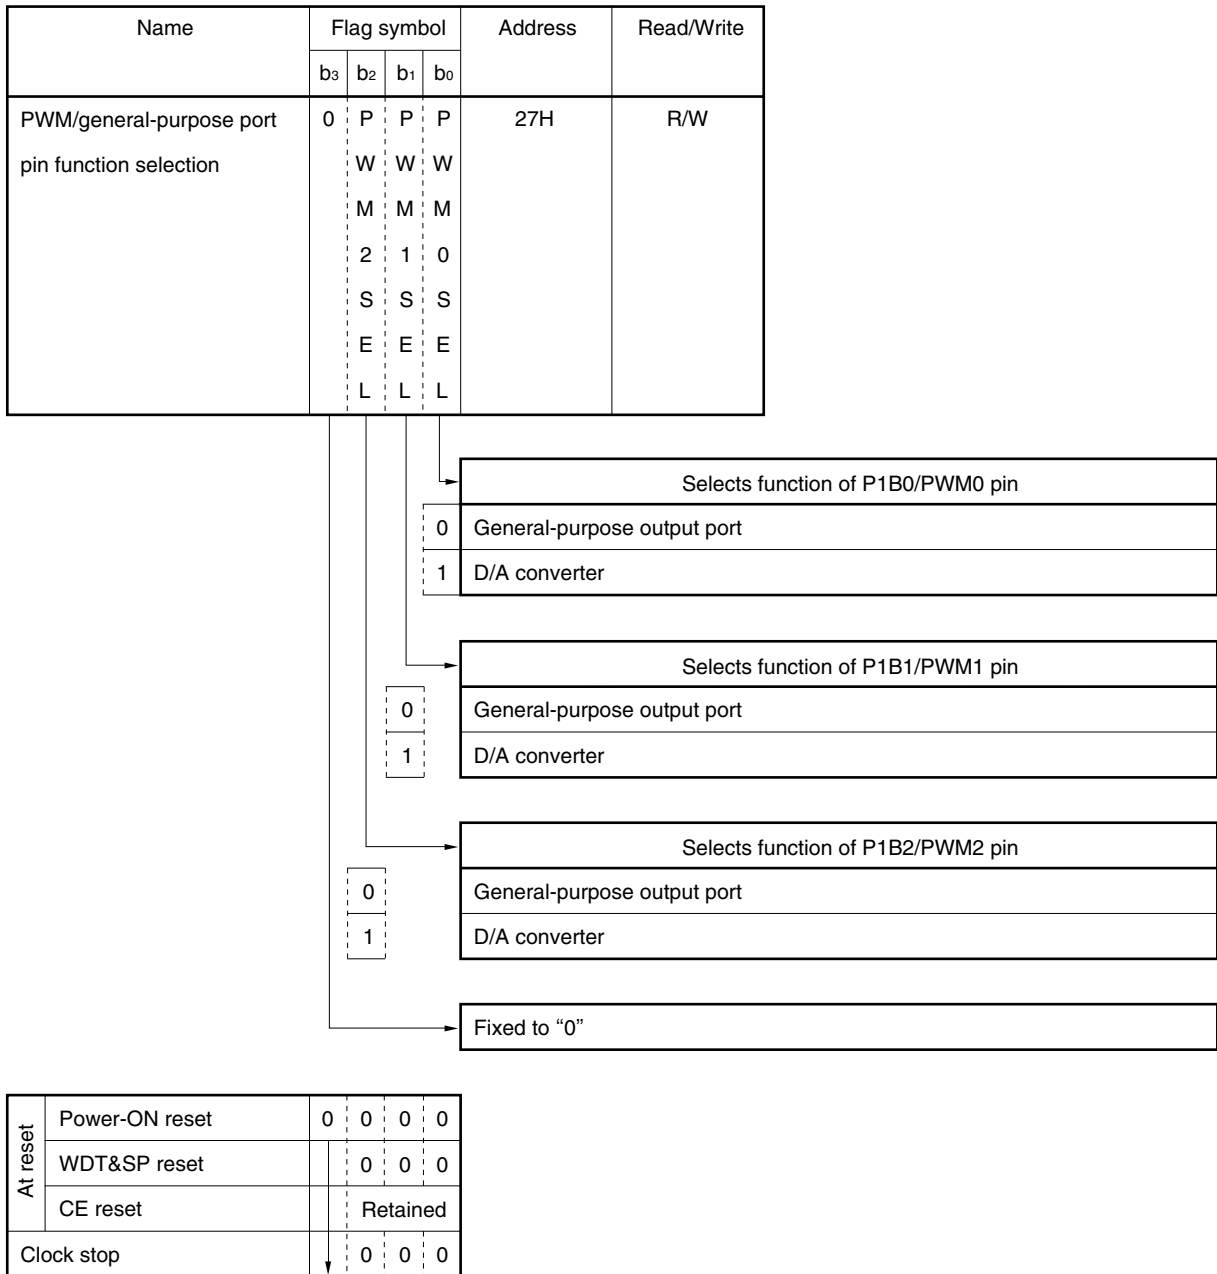 Name Flag symbol Address Read/Write
b3 b2 b1 b0
PWM/general-purpose port 0 P P P 27H R/W
pin function selection W W W
M M M
2 1 0
S S S
E E E
L L L
Selects function of P1B0/PWM0 pin
0 General-purpose output port
1 D/A converter
Selects function of P1B1/PWM1 pin
0 General-purpose output port
1 D/A converter
Selects function of P1B2/PWM2 pin
0 General-purpose output port
1 D/A converter
Fixed to “0”
At reset
Power-ON reset 0 0 0 0
WDT&SP reset 0 0 0
CE reset Retained
Clock stop 0 0 0